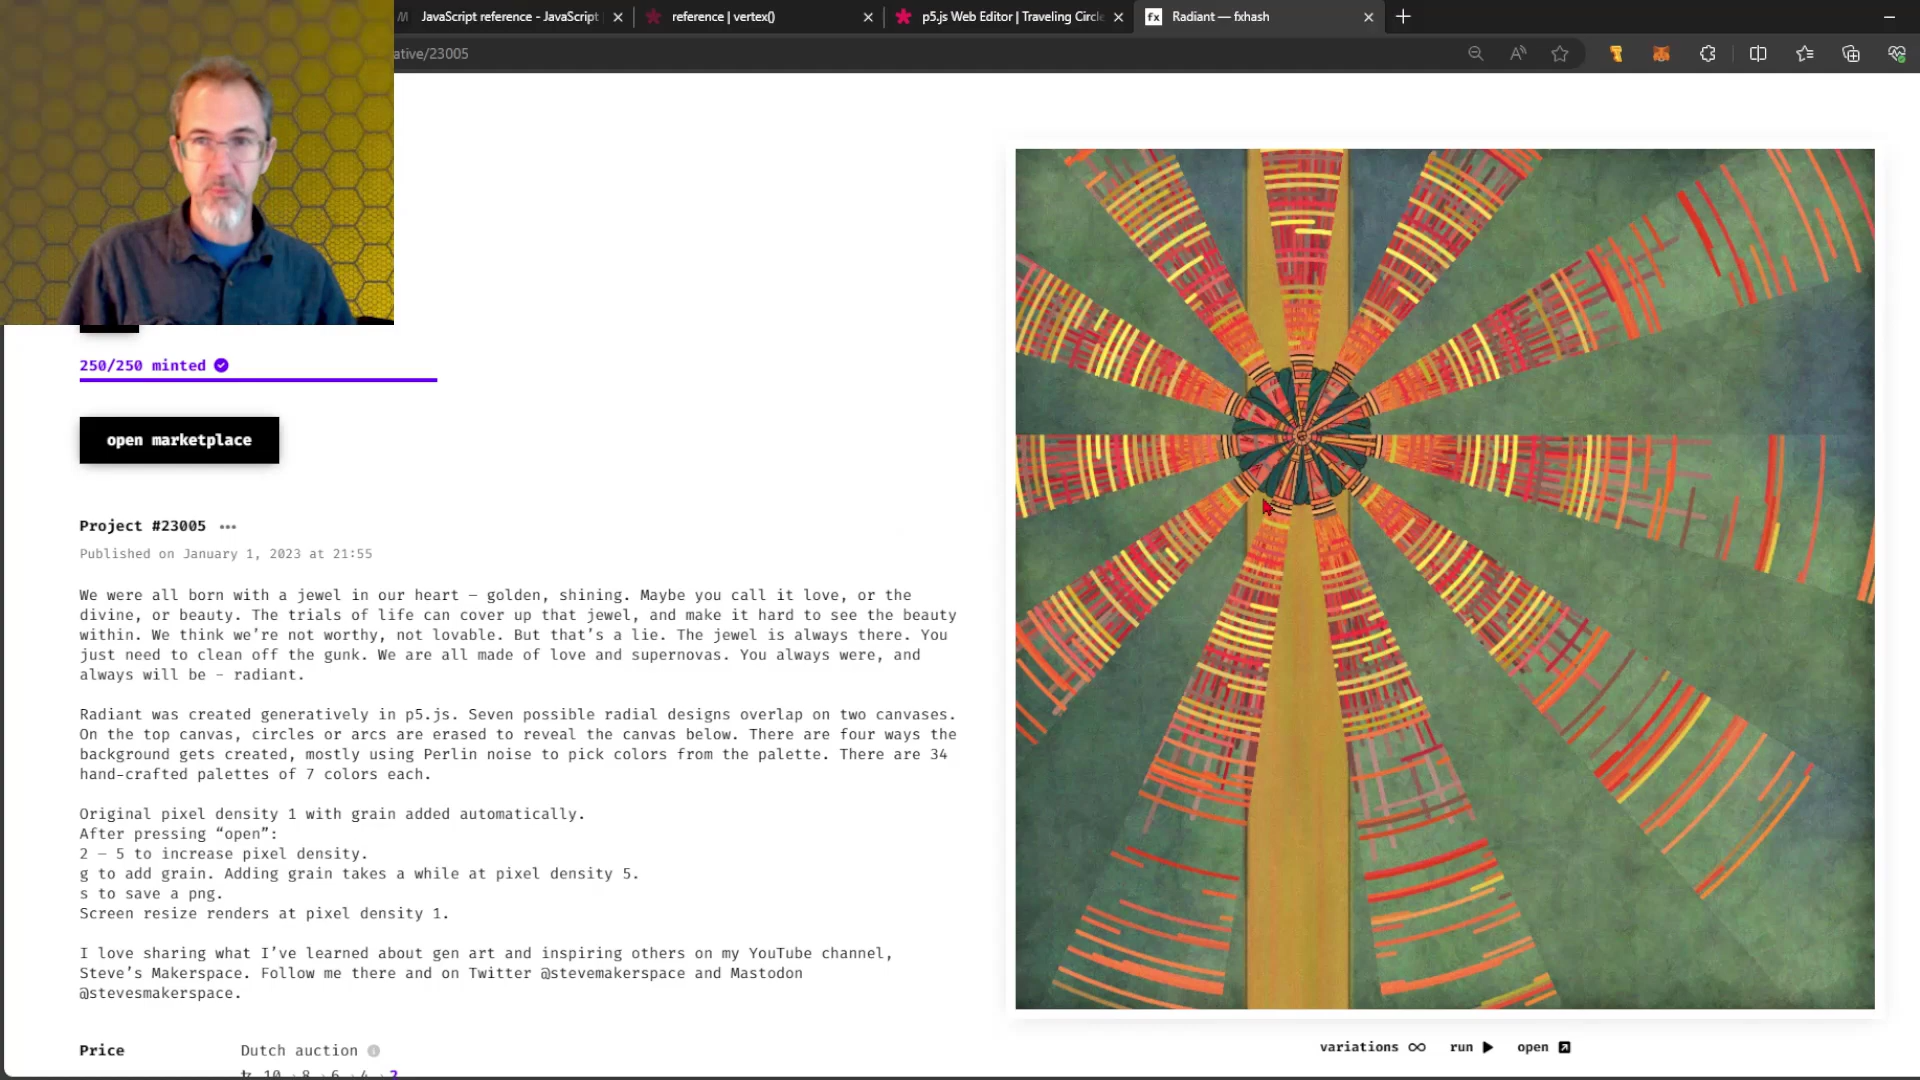 JavaScript reference - JavaScript
reference | vertex()
p5.js Web Editor | Traveling Circle
fx Radiant — fxhash
ative/23005
250/250 minted
open marketplace
Project #23005 •••
Published on January 1, 2023 at 21:55
We were all born with a jewel in our heart — golden, shining. Maybe you call it love, or the
divine, or beauty. The trials of life can cover up that jewel, and make it hard to see the beauty
within. We think we’re not worthy, not lovable. But that’s a lie. The jewel is always there. You
just need to clean off the gunk. We are all made of love and supernovas. You always were, and
always will be – radiant.
Radiant was created generatively in p5.js. Seven possible radial designs overlap on two canvases.
On the top canvas, circles or arcs are erased to reveal the canvas below. There are four ways the
background gets created, mostly using Perlin noise to pick colors from the palette. There are 34
hand-crafted palettes of 7 colors each.
Original pixel density 1 with grain added automatically.
After pressing “open”:
2 – 5 to increase pixel density.
g to add grain. Adding grain takes a while at pixel density 5.
s to save a png.
Screen resize renders at pixel density 1.
I love sharing what I’ve learned about gen art and inspiring others on my YouTube channel,
Steve’s Makerspace. Follow me there and on Twitter @stevemakerspace and Mastodon
@stevesmakerspace.
Price Dutch auction
10 8 6 4 2
variations run open